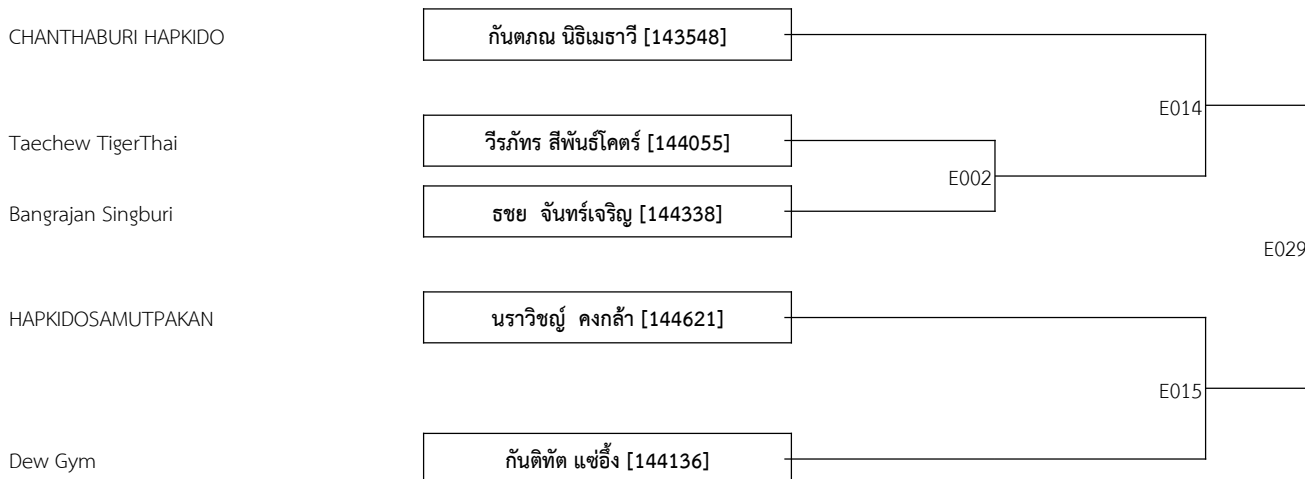 CHANTHABURI HAPKIDO กันตภณ นิธิเมธาวี [143548]
E014
Taechew TigerThai วีรภัทร สีพันธ์โคตร์ [144055]
E002
Bangrajan Singburi ธชย จันทร์เจริญ [144338]
E029
HAPKIDOSAMUTPAKAN นราวิชญ์ คงกล้า [144621]
E015
Dew Gym กันติทัต แซ่อึ้ง [144136]